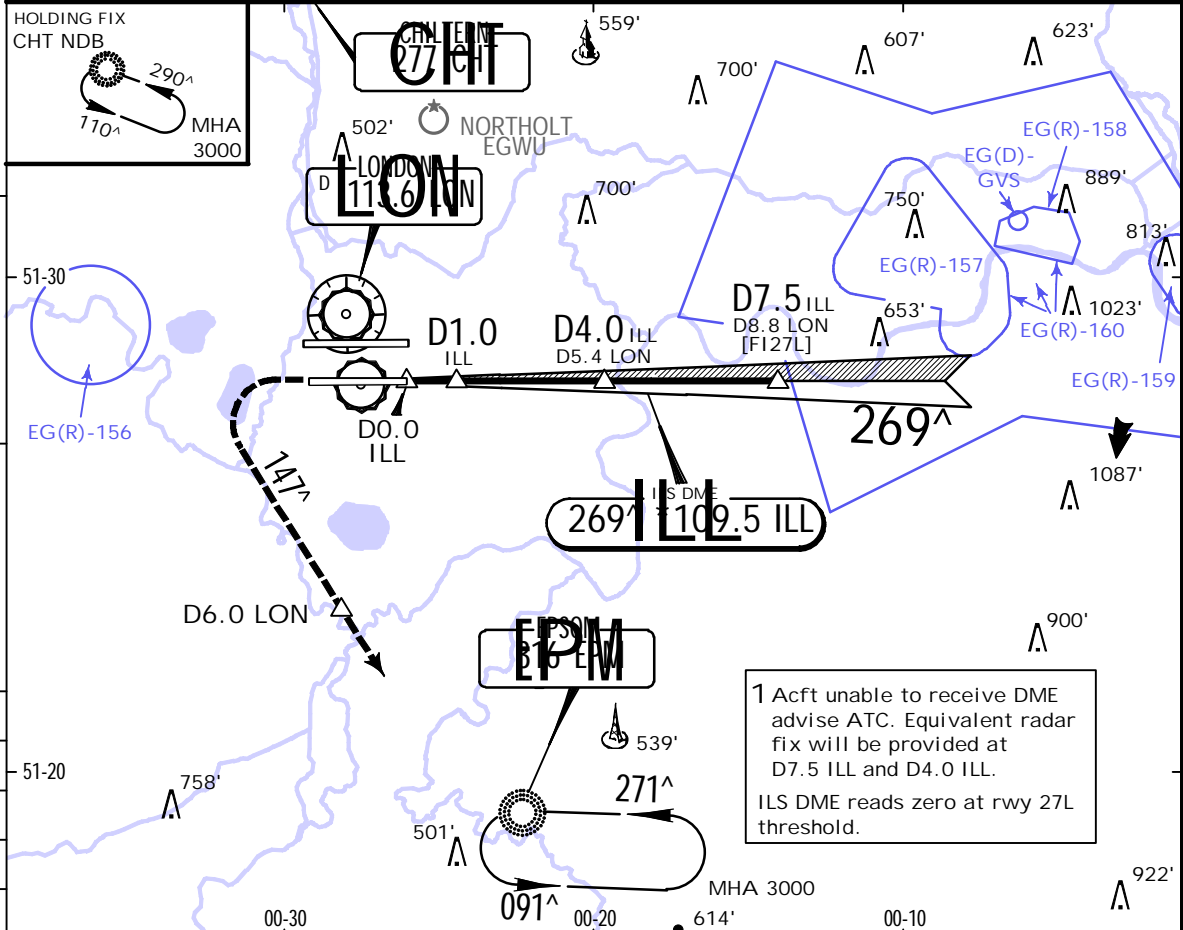 HOLDING FIX
CHT NDB
290^
110^
MHA
3000
CHILTERN
277 CHT
CHT
NORTHOLT
EGWU
559'
607'
623'
700'
502'
LONDON
D
113.6 LON
LON
700'
EG(R)-158
EG(D)-
GVS
889'
750'
813'
EG(R)-157
51-30
D7.5 ILL
D8.8 LON
[FI27L]
653'
1023'
EG(R)-160
D1.0
ILL
D4.0 ILL
D5.4 LON
EG(R)-159
EG(R)-156
D0.0
ILL
269^
147^
1087'
ILS DME
269^ *109.5 ILL
ILL
D6.0 LON
EPSOM
316 EPM
EPM
900'
1 Acft unable to receive DME
advise ATC. Equivalent radar
fix will be provided at
D7.5 ILL and D4.0 ILL.
ILS DME reads zero at rwy 27L
threshold.
539'
51-20
758'
271^
501'
091^
MHA 3000
922'
00-30
00-20
614'
00-10